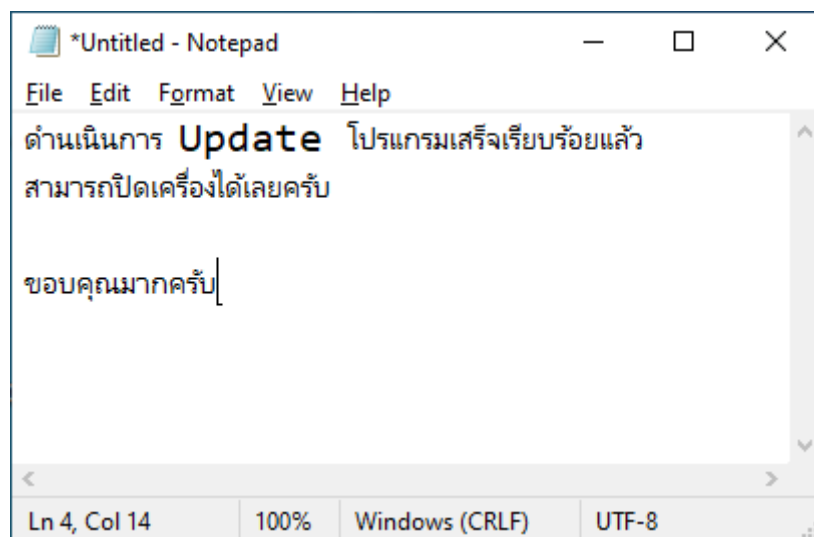 *Untitled - Notepad
File Edit Format View Help
ดำนเนินการ Update โปรแกรมเสร็จเรียบร้อยแล้ว
สามารถปิดเครื่องได้เลยครับ
ขอบคุณมากครับ
Ln 4, Col 14 100% Windows (CRLF) UTF-8